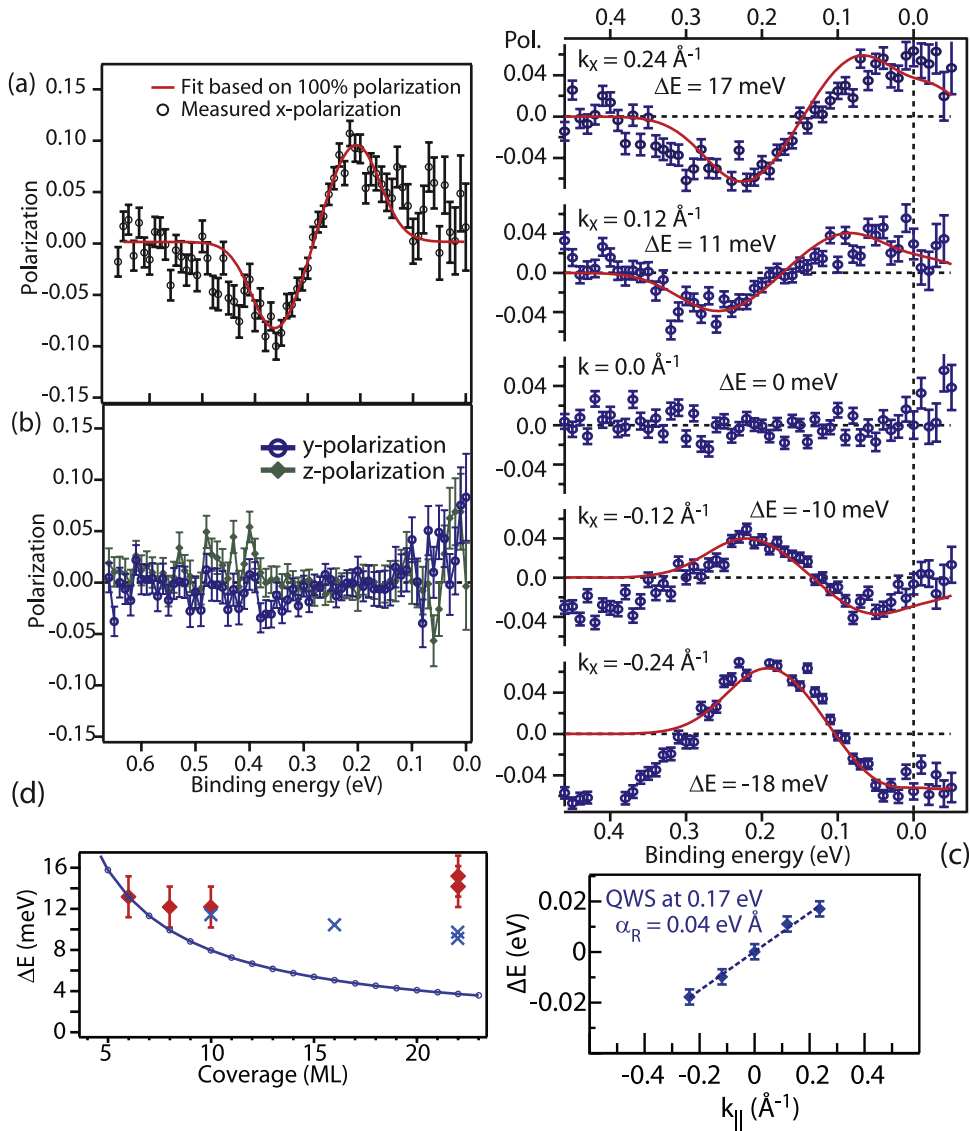 (a)
0.15
0.10
0.05
0.00
-0.05
-0.10
-0.15
Polarization
Fit based on 100% polarization
Measured x-polarization
(b)
0.15
0.10
0.05
0.00
-0.05
-0.10
-0.15
Polarization
y-polarization
z-polarization
0.6 0.5 0.4 0.3 0.2 0.1 0.0
Binding energy (eV)
0.4 0.3 0.2 0.1 0.0
Pol.
0.04
0.0
-0.04
kX = 0.24 Å-1
ΔE = 17 meV
0.04
0.0
-0.04
kX = 0.12 Å-1
ΔE = 11 meV
0.04
0.0
-0.04
k = 0.0 Å-1
ΔE = 0 meV
0.04
0.0
-0.04
kX = -0.12 Å-1
ΔE = -10 meV
0.04
0.0
-0.04
kX = -0.24 Å-1
ΔE = -18 meV
0.4 0.3 0.2 0.1 0.0
Binding energy (eV)
(c)
(d)
16
12
8
4
0
ΔE (meV)
5 10 15 20
Coverage (ML)
0.02
0
-0.02
ΔE (eV)
QWS at 0.17 eV
αR = 0.04 eV Å
-0.4 -0.2 0 0.2 0.4
k|| (Å-1)